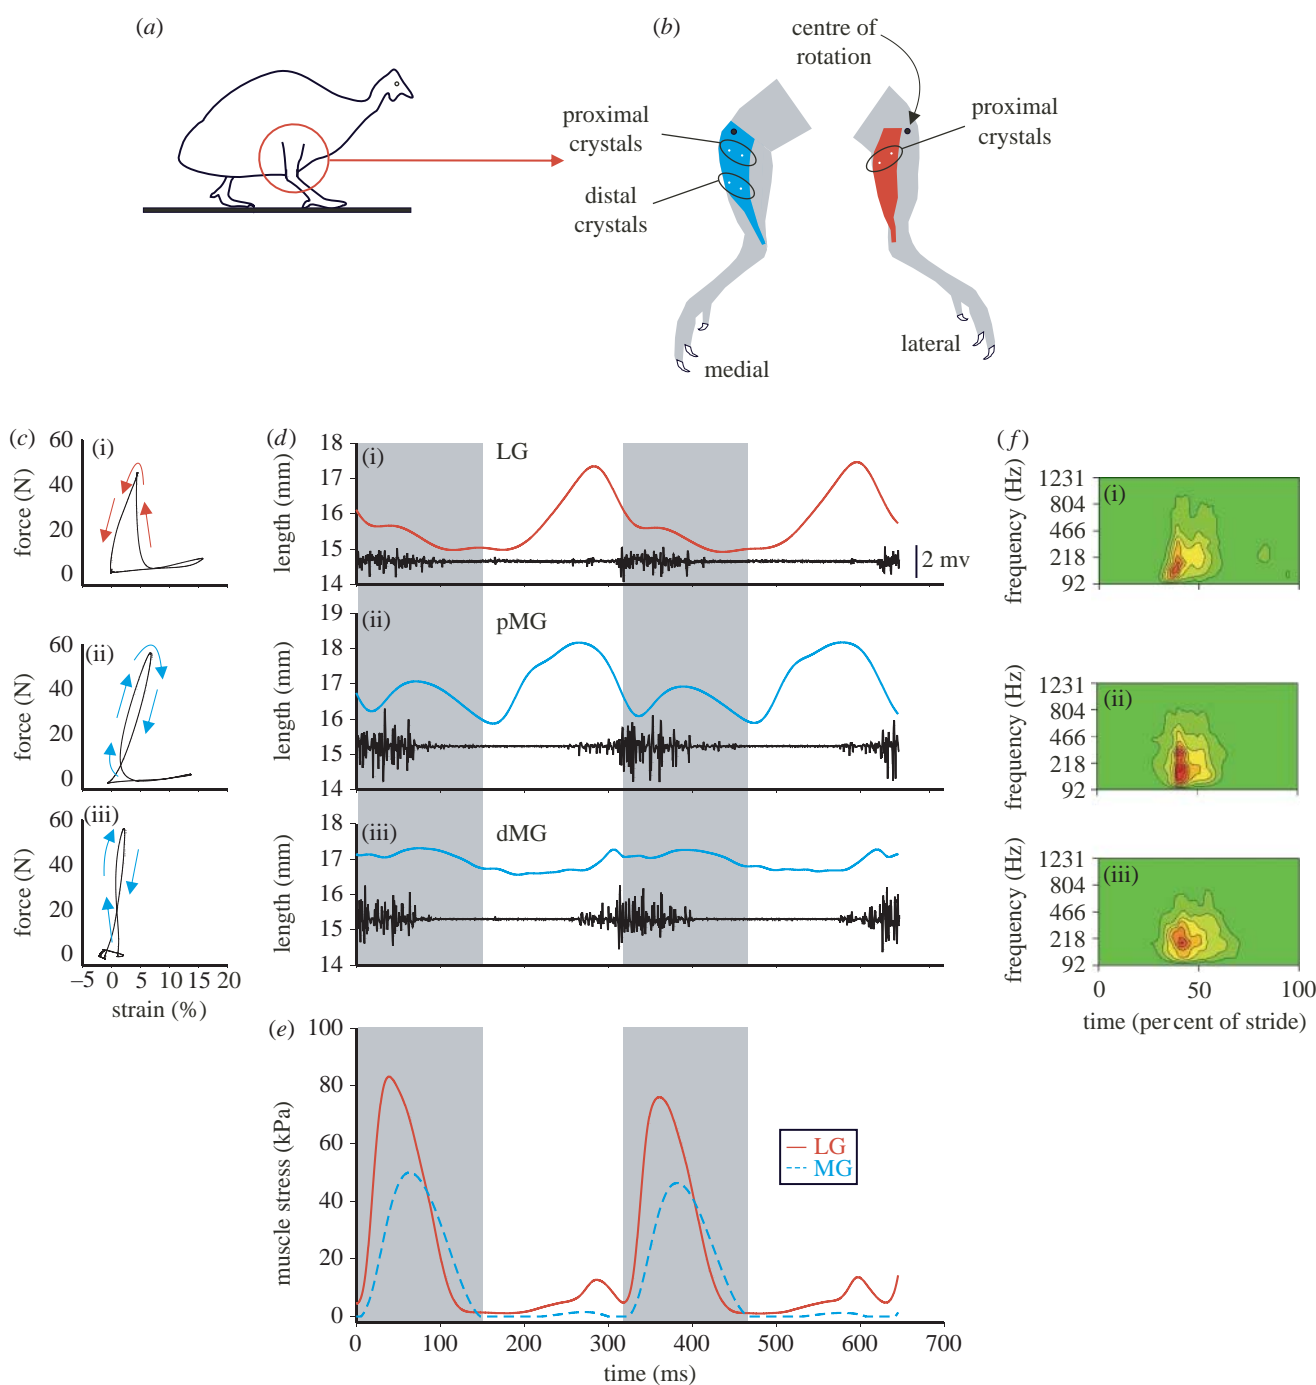 (a)
(b)
centre of
rotation
proximal
crystals
distal
crystals
proximal
crystals
medial
lateral
(c)
(i)
force (N)
60
40
20
0
(ii)
force (N)
60
40
20
0
(iii)
force (N)
60
40
20
0
–5 0 5 10 15 20
strain (%)
(d)
(i)
LG
length (mm)
18
17
16
15
14
2 mv
(ii)
pMG
length (mm)
19
18
17
16
15
14
(iii)
dMG
length (mm)
18
17
16
15
14
(e)
muscle stress (kPa)
100
80
60
40
20
0
LG
MG
0 100 200 300 400 500 600 700
time (ms)
(f)
(i)
frequency (Hz)
1231
804
466
218
92
(ii)
frequency (Hz)
1231
804
466
218
92
(iii)
frequency (Hz)
1231
804
466
218
92
0 50 100
time (per cent of stride)